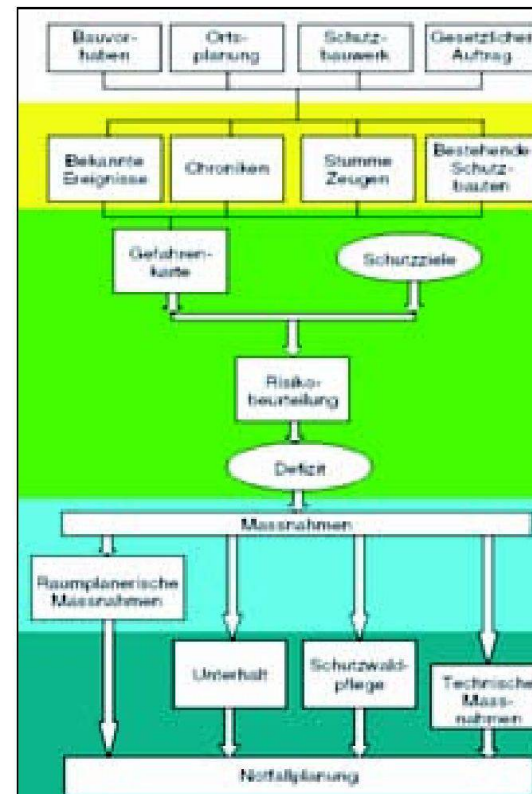 Bauvor-
haben
Orts-
planung
Schutz-
bauwerk
Gesetzlicher
Auftrag
Bekannte
Ereignisse
Chroniken
Stumme
Zeugen
Bestehende
Schutz-
bauten
Gefahren-
karte
Schutzziele
Risiko-
beurteilung
Defizit
Massnahmen
Raumplanerische
Massnahmen
Unterhalt
Schutzwald-
pflege
Technische
Mass-
nahmen
Notfallplanung